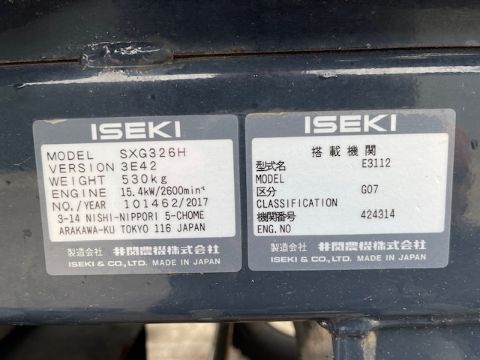 ISEKI
MODEL SXG326H
VERSION 3E42
WEIGHT 530kg
ENGINE 15.4kW/2600min⁻¹
NO./YEAR 101462/2017
3-14 NISHI-NIPPORI 5-CHOME
ARAKAWA-KU TOKYO 116 JAPAN
製造会社 井関農機株式会社
ISEKI & CO., LTD. MADE IN JAPAN
ISEKI
搭載機関
型式名 E3112
MODEL
区分 G07
CLASSIFICATION
機関番号 424314
ENG.NO
製造会社 井関農機株式会社
ISEKI & CO., LTD. MADE IN JAPAN